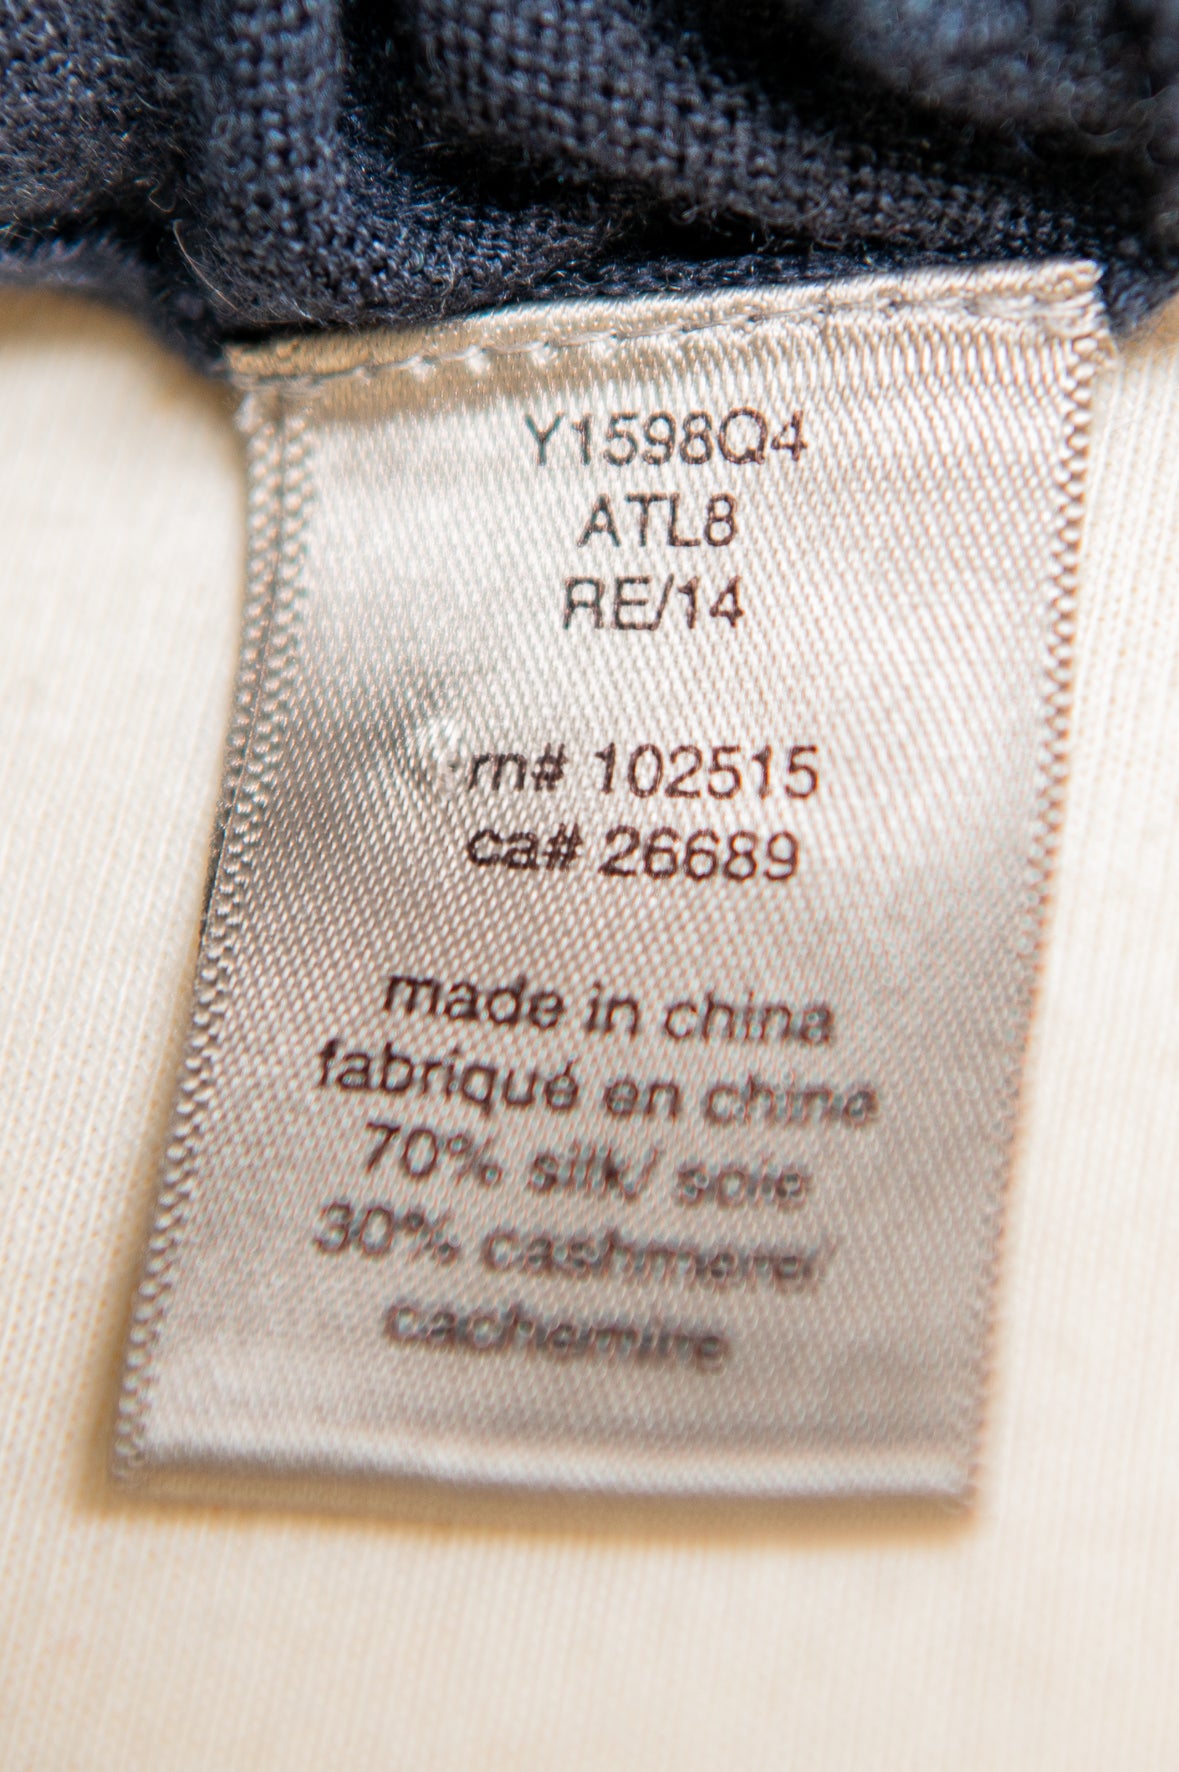 Y1598Q4
ATL8
RE/14
rn# 102515
ca# 26689
made in china
fabriqué en chine
70% silk/ soie
30% cashmere/
cachemire